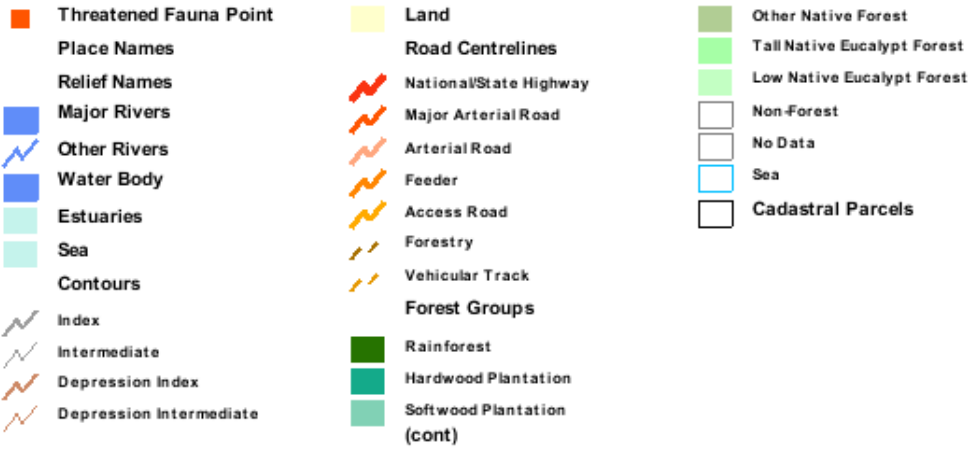 Threatened Fauna Point
Place Names
Relief Names
Major Rivers
Other Rivers
Water Body
Estuaries
Sea
Contours
Index
Intermediate
Depression Index
Depression Intermediate
Land
Road Centrelines
National/State Highway
Major Arterial Road
Arterial Road
Feeder
Access Road
Forestry
Vehicular Track
Forest Groups
Rainforest
Hardwood Plantation
Softwood Plantation
(cont)
Other Native Forest
Tall Native Eucalypt Forest
Low Native Eucalypt Forest
Non-Forest
No Data
Sea
Cadastral Parcels